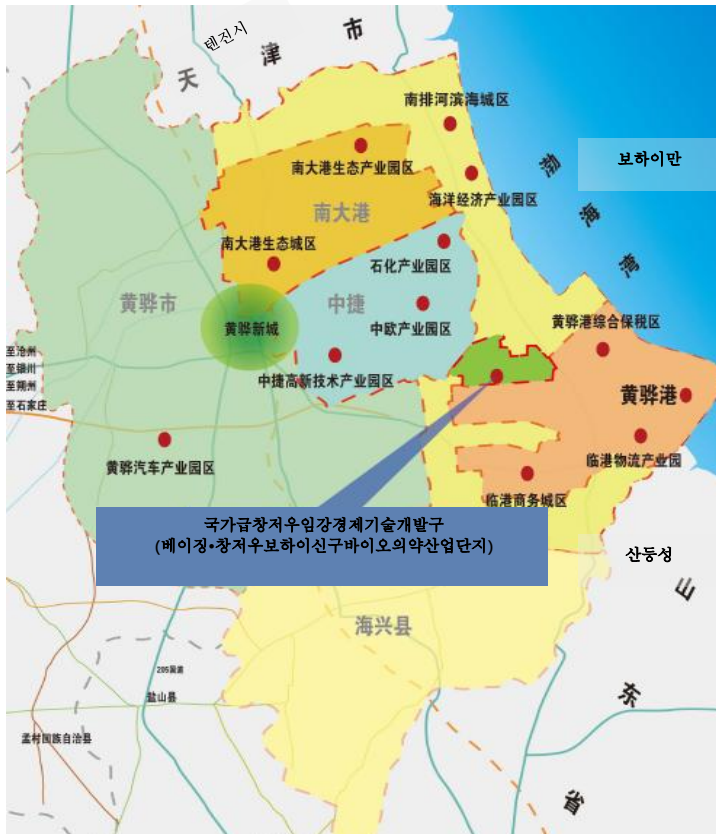 텐진시
天津市
南排河滨海城区
南大港生态产业园区
渤海湾
보하이만
海洋经济产业园区
南大港
南大港生态城区
石化产业园区
黄骅市
中捷
中欧产业园区
黄骅新城
黄骅港综合保税区
至沧州
至银川
至朔州
至石家庄
中捷高新技术产业园区
黄骅港
黄骅汽车产业园区
临港物流产业园
临港商务城区
국가급창저우임강경제기술개발구
(베이징•창저우보하이신구바이오의약산업단지)
산둥성
山东省
海兴县
205国道
盐山县
孟村回族自治县